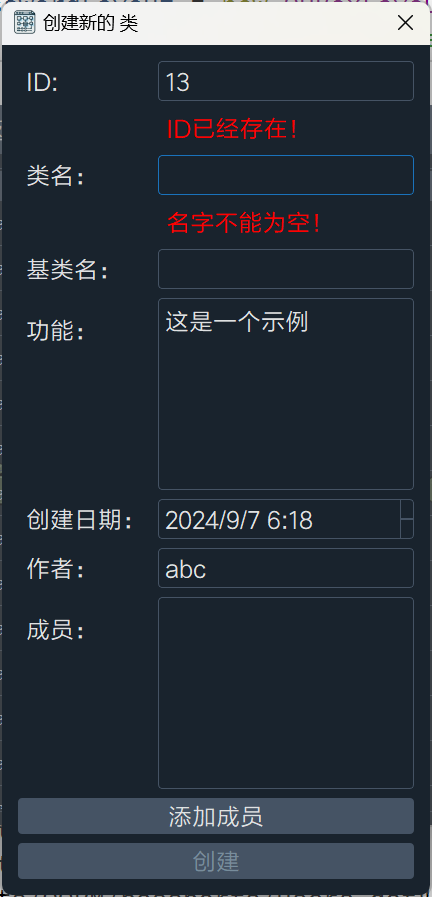 创建新的 类
ID:
13
ID已经存在！
类名：
名字不能为空！
基类名：
功能：
这是一个示例
创建日期：
2024/9/7 6:18
作者：
abc
成员：
添加成员
创建